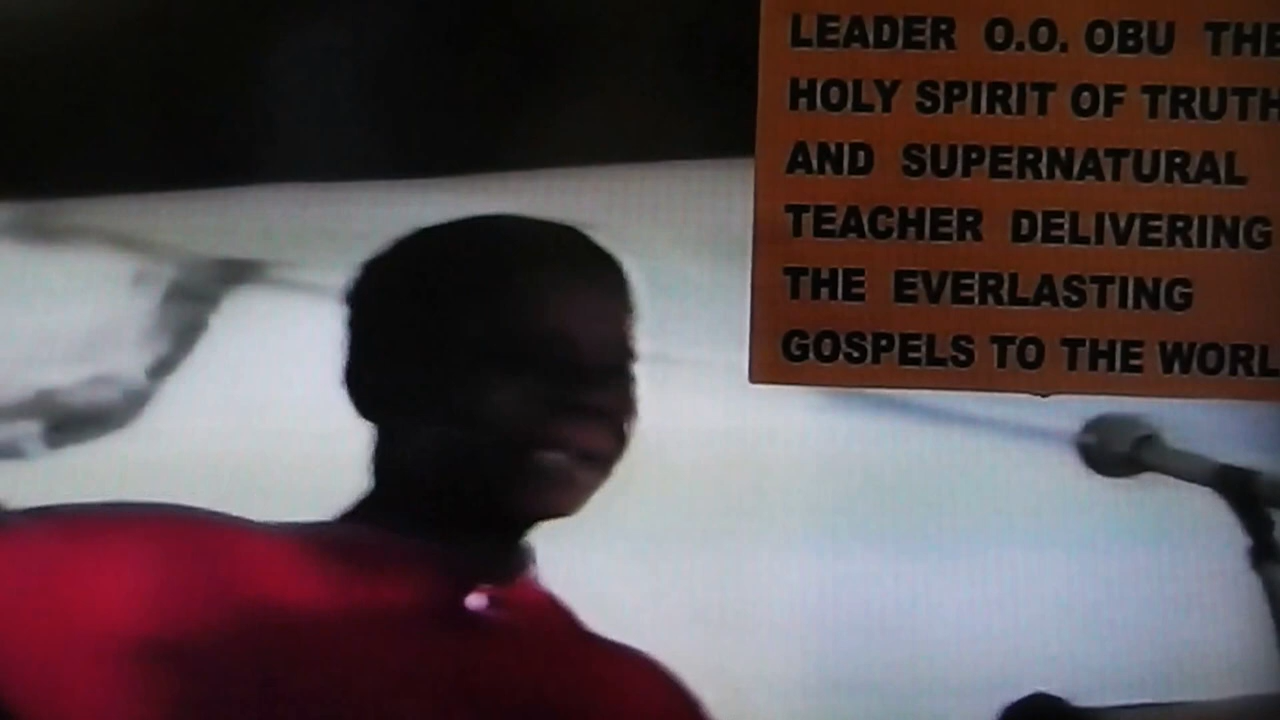 LEADER O.O. OBU THE
HOLY SPIRIT OF TRUTH
AND SUPERNATURAL
TEACHER DELIVERING
THE EVERLASTING
GOSPELS TO THE WORL